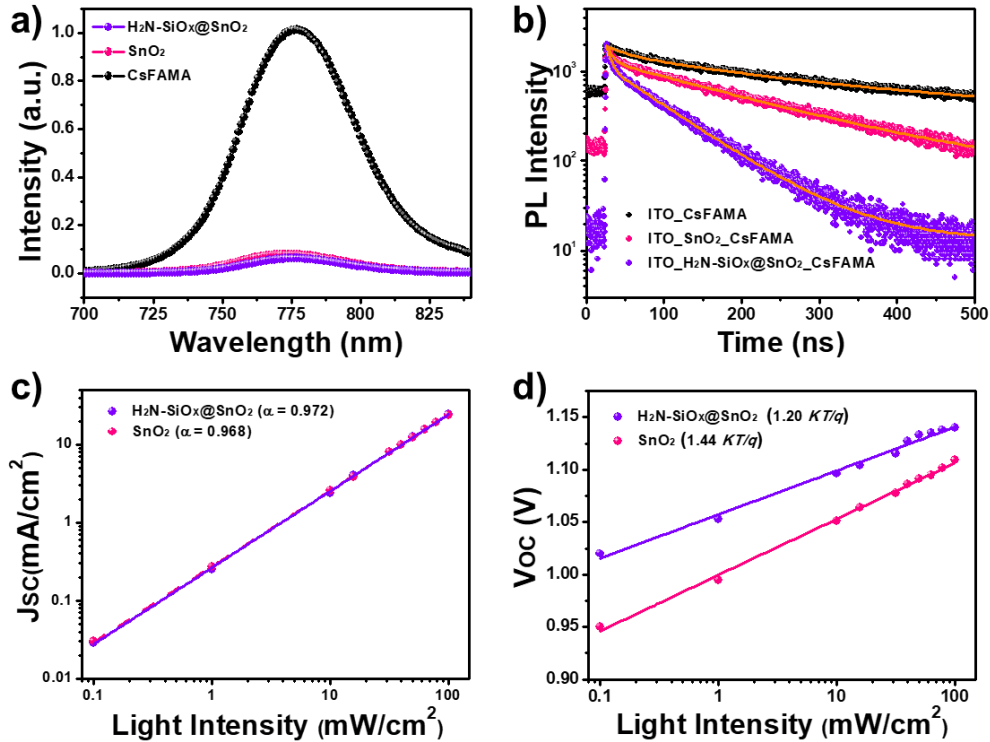 a)
H₂N-SiOₓ@SnO₂
SnO₂
CsFAMA
1.0
0.8
0.6
0.4
0.2
0.0
Intensity (a.u.)
700 725 750 775 800 825
Wavelength (nm)
b)
10³
10²
10¹
PL Intensity
ITO_CsFAMA
ITO_SnO₂_CsFAMA
ITO_H₂N-SiOₓ@SnO₂_CsFAMA
0 100 200 300 400 500
Time (ns)
c)
H₂N-SiOₓ@SnO₂ (α = 0.972)
SnO₂ (α = 0.968)
10
1
0.1
0.01
Jsc(mA/cm²)
0.1 1 10 100
Light Intensity (mW/cm²)
d)
H₂N-SiOₓ@SnO₂ (1.20 KT/q)
SnO₂ (1.44 KT/q)
1.15
1.10
1.05
1.00
0.95
0.90
Voc (V)
0.1 1 10 100
Light Intensity (mW/cm²)